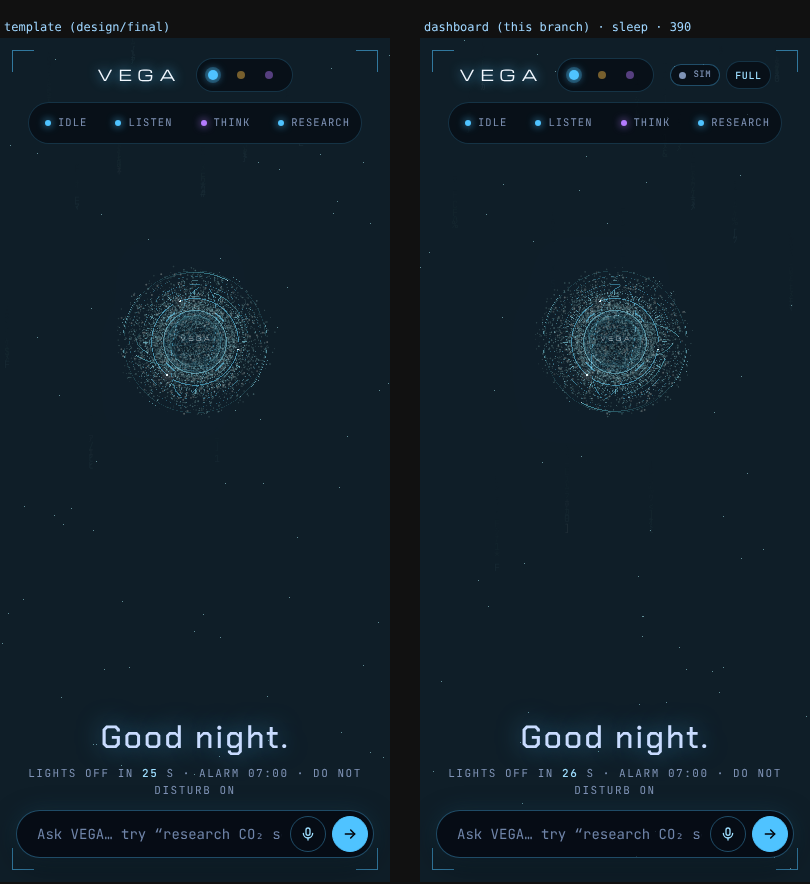 template (design/final)
VEGA
IDLE LISTEN THINK RESEARCH
VEGA
Good night.
LIGHTS OFF IN 25 S · ALARM 07:00 · DO NOT
DISTURB ON
Ask VEGA… try “research CO₂ s
dashboard (this branch) · sleep · 390
VEGA SIM FULL
IDLE LISTEN THINK RESEARCH
VEGA
Good night.
LIGHTS OFF IN 26 S · ALARM 07:00 · DO NOT
DISTURB ON
Ask VEGA… try “research CO₂ s